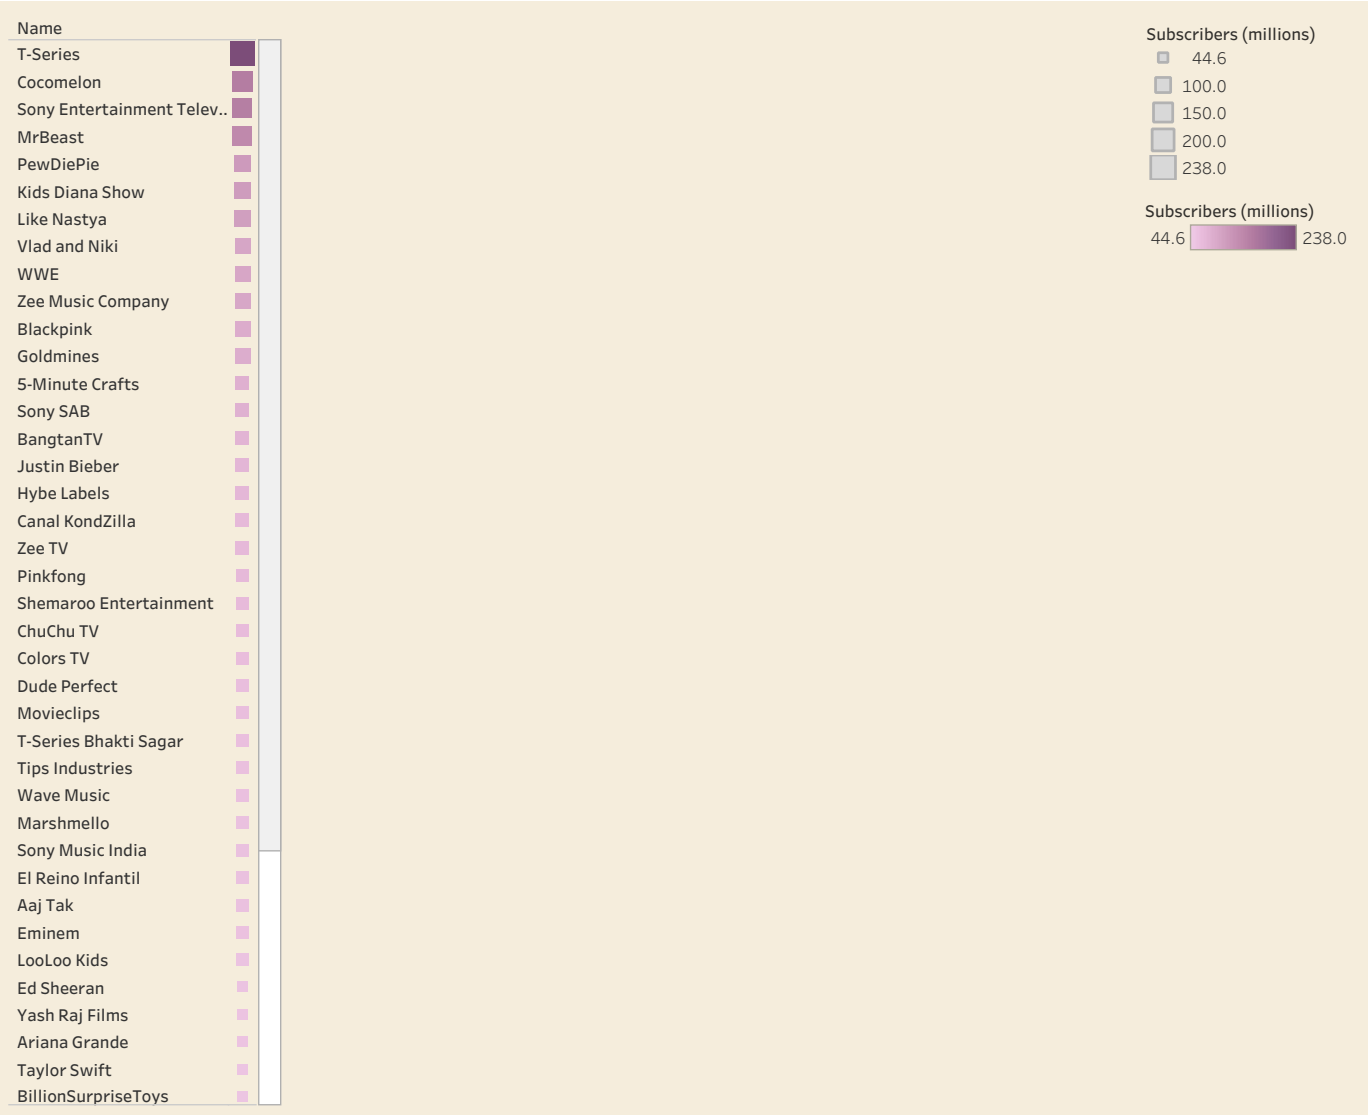 Name
T-Series
Cocomelon
Sony Entertainment Telev..
MrBeast
PewDiePie
Kids Diana Show
Like Nastya
Vlad and Niki
WWE
Zee Music Company
Blackpink
Goldmines
5-Minute Crafts
Sony SAB
BangtanTV
Justin Bieber
Hybe Labels
Canal KondZilla
Zee TV
Pinkfong
Shemaroo Entertainment
ChuChu TV
Colors TV
Dude Perfect
Movieclips
T-Series Bhakti Sagar
Tips Industries
Wave Music
Marshmello
Sony Music India
El Reino Infantil
Aaj Tak
Eminem
LooLoo Kids
Ed Sheeran
Yash Raj Films
Ariana Grande
Taylor Swift
BillionSurpriseToys
Subscribers (millions)
44.6
100.0
150.0
200.0
238.0
Subscribers (millions)
44.6 238.0